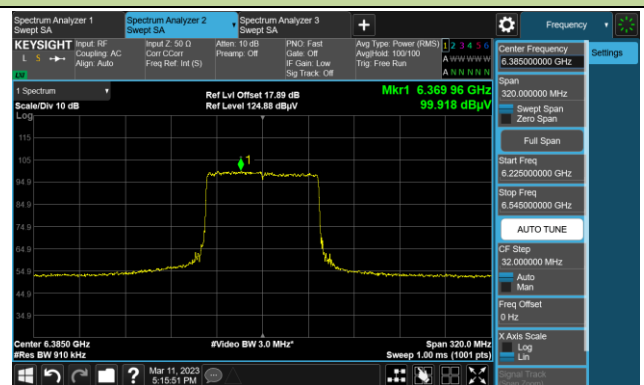 Spectrum Analyzer 1
Swept SA
Spectrum Analyzer 2
Swept SA
Spectrum Analyzer 3
Swept SA
+
Frequency
KEYSIGHT
L S
LW
Input: RF
Coupling: AC
Align: Auto
Input Z: 50 Ω
Corr CCorr
Freq Ref: Int (S)
Atten: 10 dB
Preamp: Off
PNO: Fast
Gate: Off
IF Gain: Low
Sig Track: Off
Avg Type: Power (RMS)
Avg|Hold: 100/100
Trig: Free Run
1 2 3 4 5 6
A W W W W W
A N N N N N
1 Spectrum
Scale/Div 10 dB
Log
Ref Lvl Offset 17.89 dB
Ref Level 124.88 dBµV
Mkr1 6.369 96 GHz
99.918 dBµV
115
105
94.9
84.9
74.9
64.9
54.9
44.9
34.9
1
Center 6.3850 GHz
#Res BW 910 kHz
#Video BW 3.0 MHz*
Span 320.0 MHz
Sweep 1.00 ms (1001 pts)
Mar 11, 2023
5:15:51 PM
?
Center Frequency
6.385000000 GHz
Settings
Span
320.000000 MHz
Swept Span
Zero Span
Full Span
Start Freq
6.225000000 GHz
Stop Freq
6.545000000 GHz
AUTO TUNE
CF Step
32.000000 MHz
Auto
Man
Freq Offset
0 Hz
X Axis Scale
Log
Lin
Signal Track
(Span Zoom)